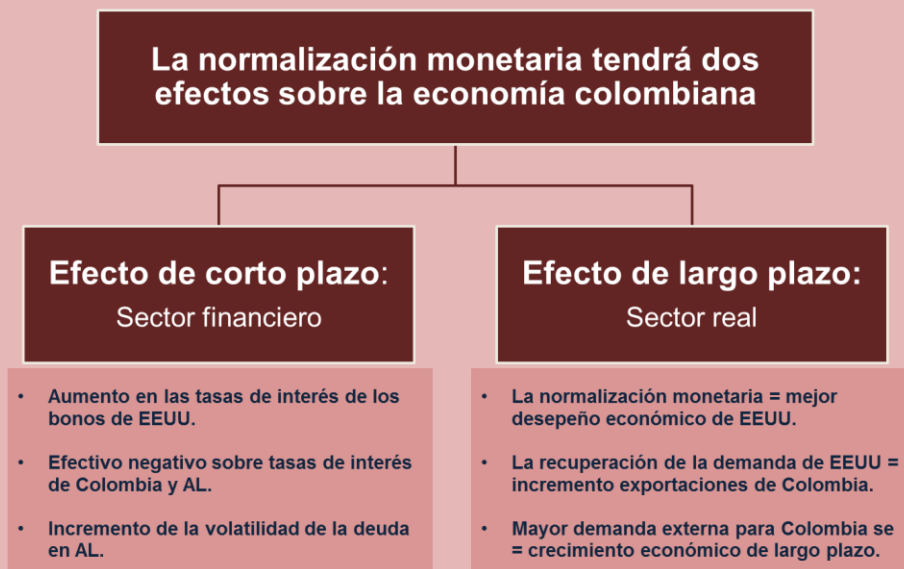 La normalización monetaria tendrá dos
efectos sobre la economía colombiana
Efecto de corto plazo:
Sector financiero
• Aumento en las tasas de interés de los
bonos de EEUU.
• Efectivo negativo sobre tasas de interés
de Colombia y AL.
• Incremento de la volatilidad de la deuda
en AL.
Efecto de largo plazo:
Sector real
• La normalización monetaria = mejor
desepeño económico de EEUU.
• La recuperación de la demanda de EEUU =
incremento exportaciones de Colombia.
• Mayor demanda externa para Colombia se
= crecimiento económico de largo plazo.